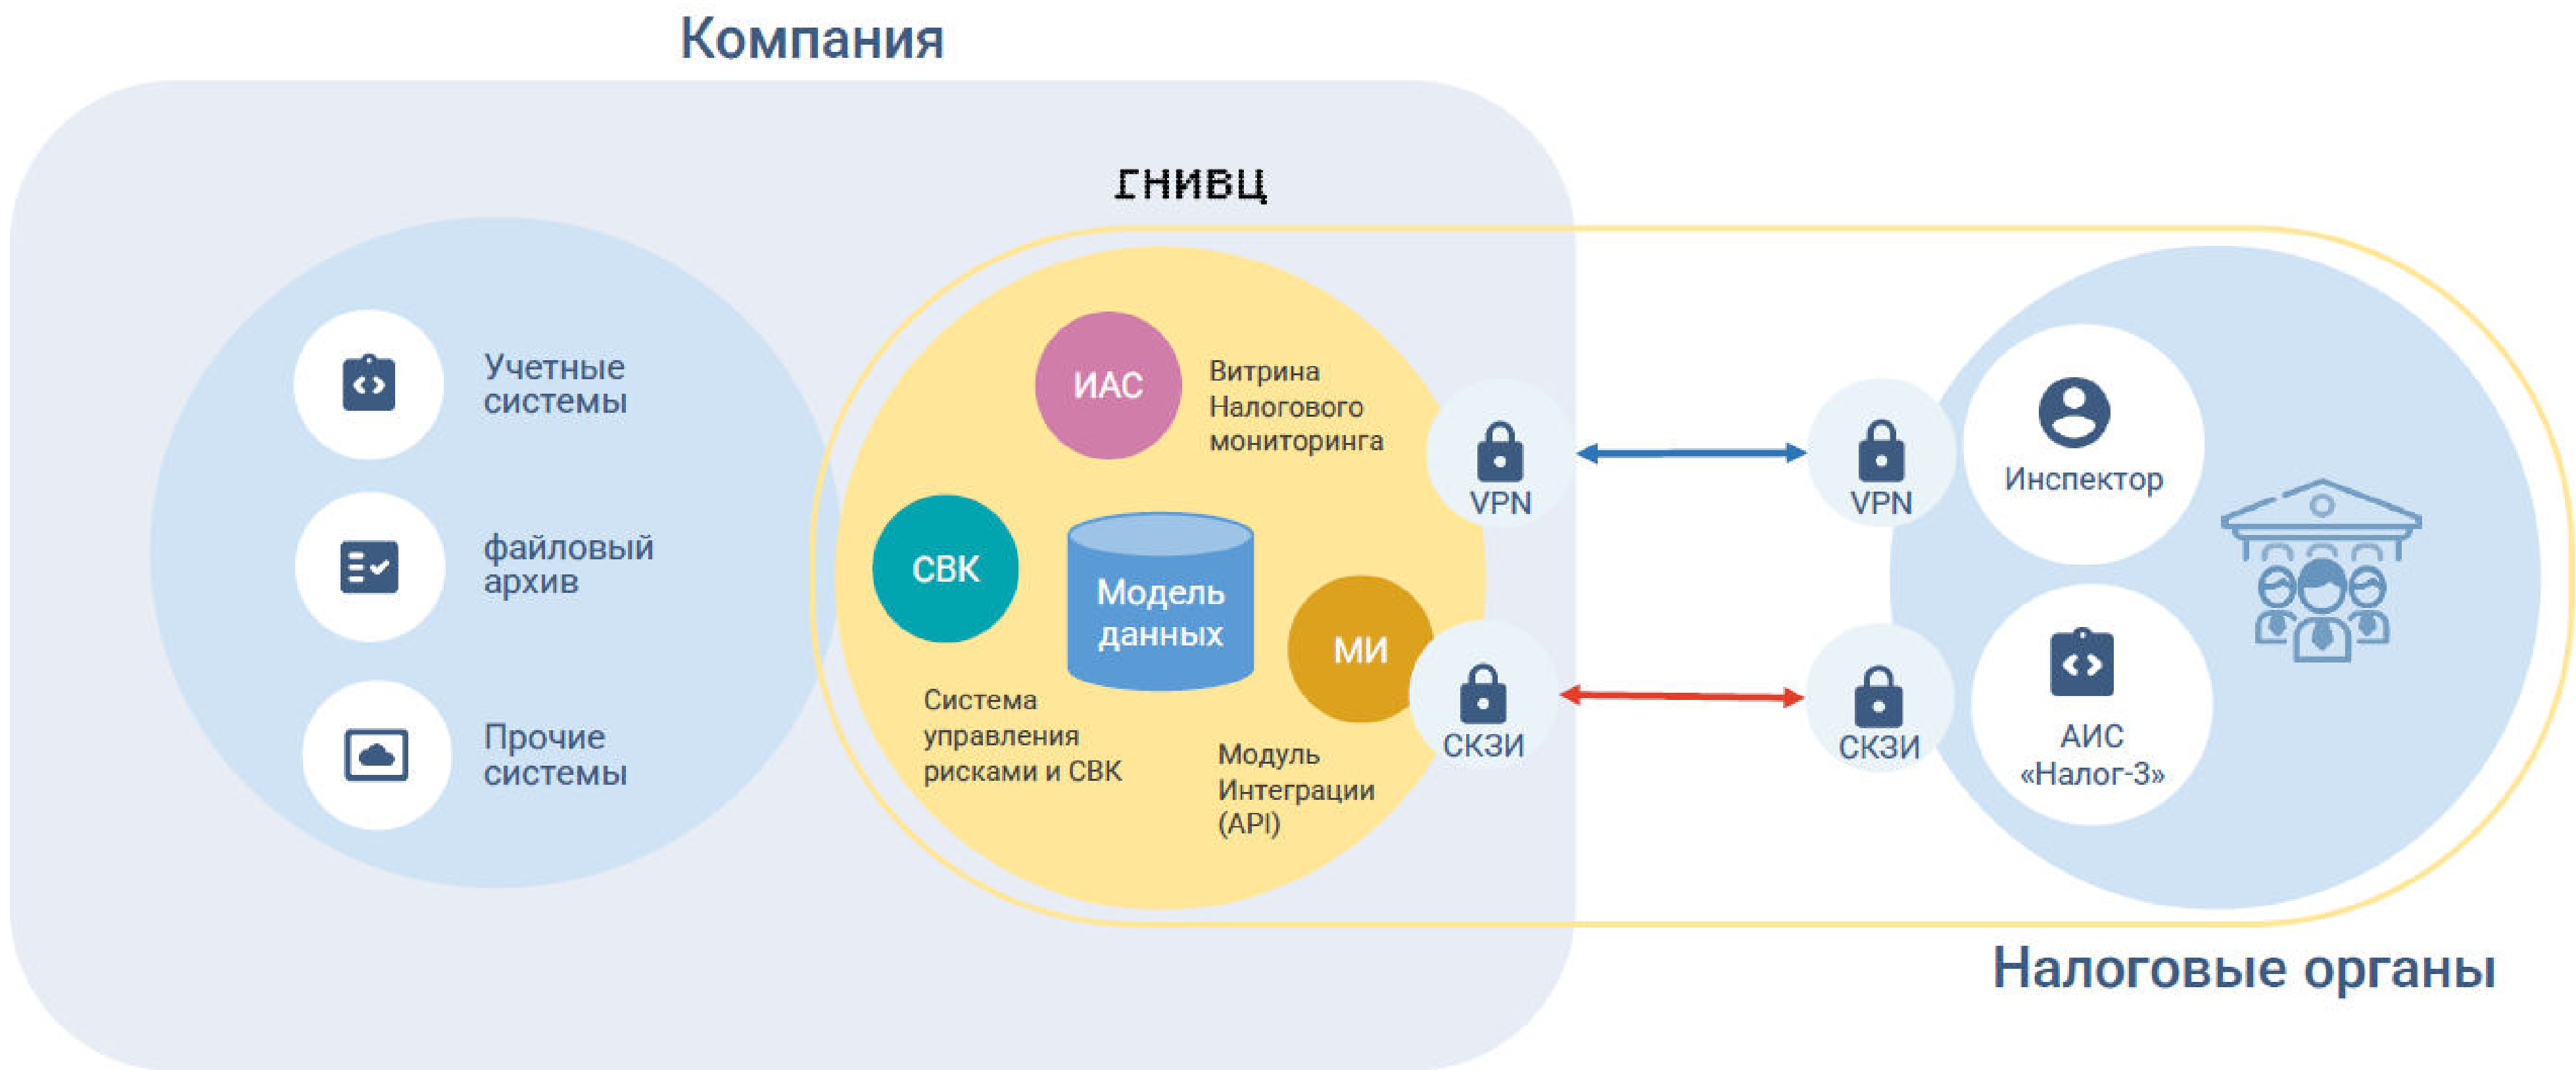 Компания
ГНИВЦ
Учетные
системы
файловый
архив
Прочие
системы
ИАС
Витрина
Налогового
мониторинга
СВК
Модель
данных
МИ
Система
управления
рисками и СВК
Модуль
Интеграции
(API)
VPN
VPN
СКЗИ
СКЗИ
Инспектор
АИС
«Налог-3»
Налоговые органы